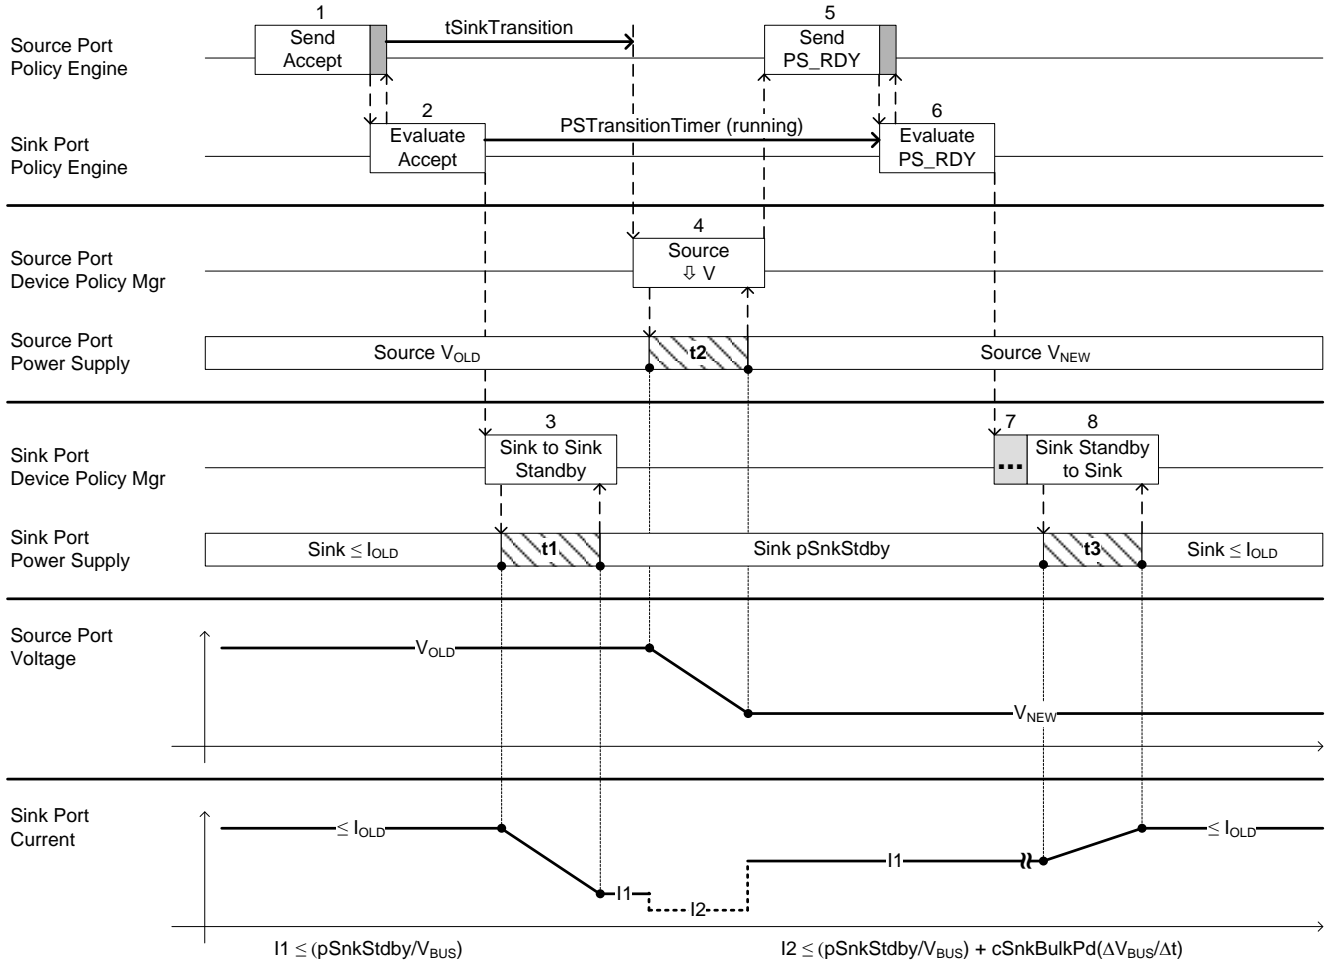 1
Source Port
Policy Engine
Send
Accept
tSinkTransition
5
Send
PS_RDY
2
Sink Port
Policy Engine
Evaluate
Accept
PSTransitionTimer (running)
6
Evaluate
PS_RDY
Source Port
Device Policy Mgr
4
Source
⇩ V
Source Port
Power Supply
Source VOLD
t2
Source VNEW
Sink Port
Device Policy Mgr
3
Sink to Sink
Standby
7
...
8
Sink Standby
to Sink
Sink Port
Power Supply
Sink ≤ IOLD
t1
Sink pSnkStdby
t3
Sink ≤ IOLD
Source Port
Voltage
VOLD
VNEW
Sink Port
Current
≤ IOLD
I1
I2
I1
≤ IOLD
I1 ≤ (pSnkStdby/VBUS)
I2 ≤ (pSnkStdby/VBUS) + cSnkBulkPd(ΔVBUS/Δt)